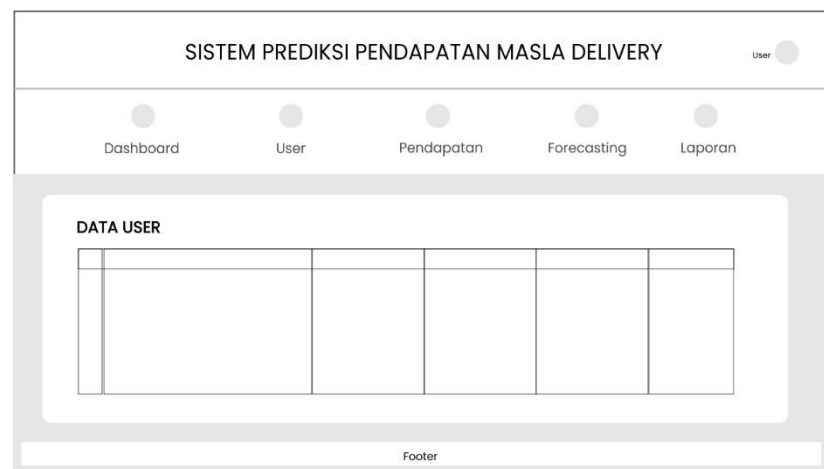 SISTEM PREDIKSI PENDAPATAN MASLA DELIVERY
User
Dashboard User Pendapatan Forecasting Laporan
DATA USER
Footer